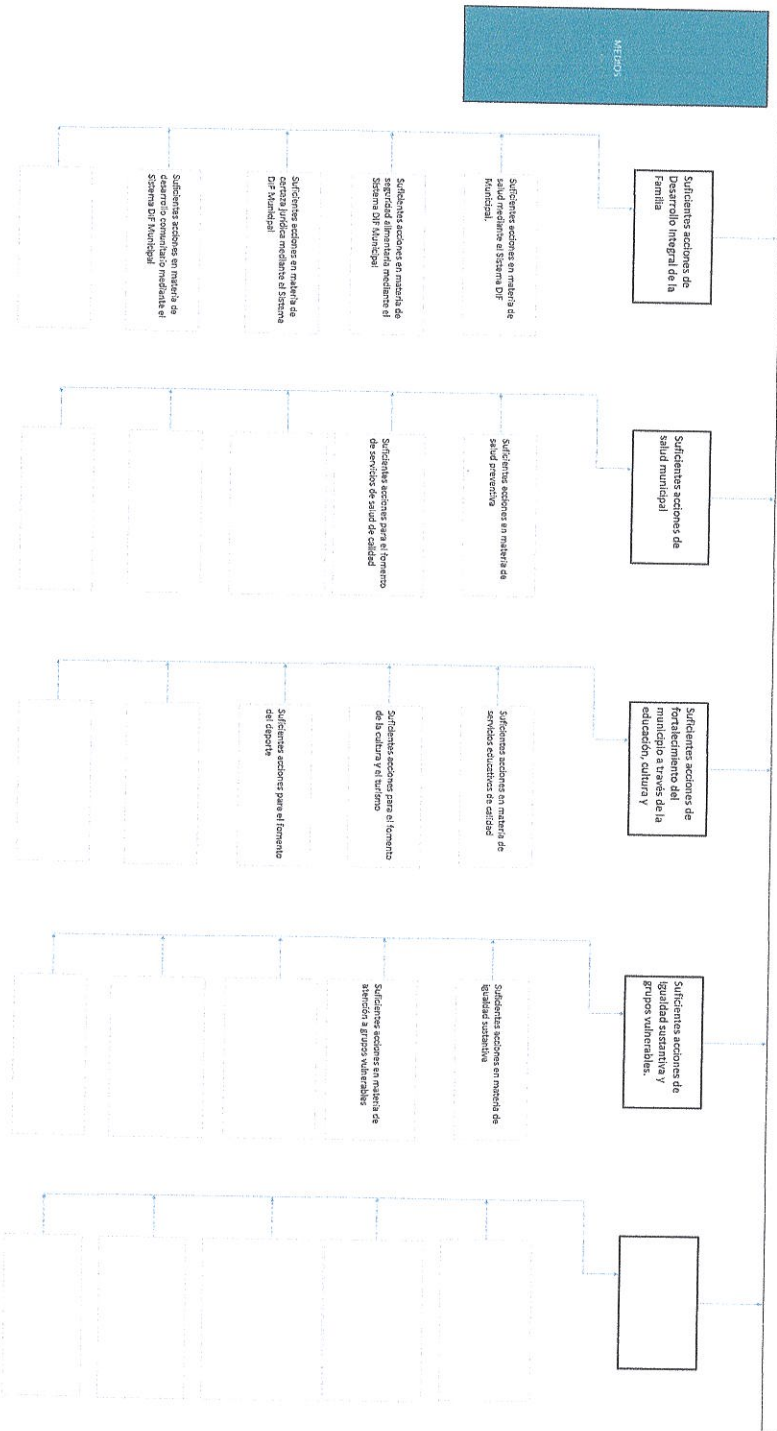 MEDIOS
Suficientes acciones de
Desarrollo Integral de la
Familia
Suficientes acciones en materia de
salud mediante el Sistema DIF
Municipal.
Suficientes acciones en materia de
seguridad alimentaria mediante el
Sistema DIF Municipal
Suficientes acciones en materia de
certeza jurídica mediante el Sistema
DIF Municipal
Suficientes acciones en materia de
desarrollo comunitario mediante el
Sistema DIF Municipal
Suficientes acciones de
salud municipal
Suficientes acciones en materia de
salud preventiva
Suficientes acciones para el fomento
de servicios de salud de calidad
Suficientes acciones de
fortalecimiento del
municipio a través de la
educación, cultura y
Suficientes acciones en materia de
servicios educativos de calidad
Suficientes acciones para el fomento
de la cultura y el turismo
Suficientes acciones para el fomento
del deporte
Suficientes acciones de
Igualdad sustantiva y
grupos vulnerables.
Suficientes acciones en materia de
igualdad sustantiva
Suficientes acciones en materia de
atención a grupos vulnerables